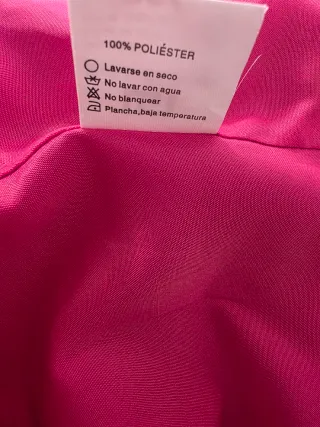 100% POLIÉSTER
Lavarse en seco
No lavar con agua
No blanquear
Plancha,baja temperatura